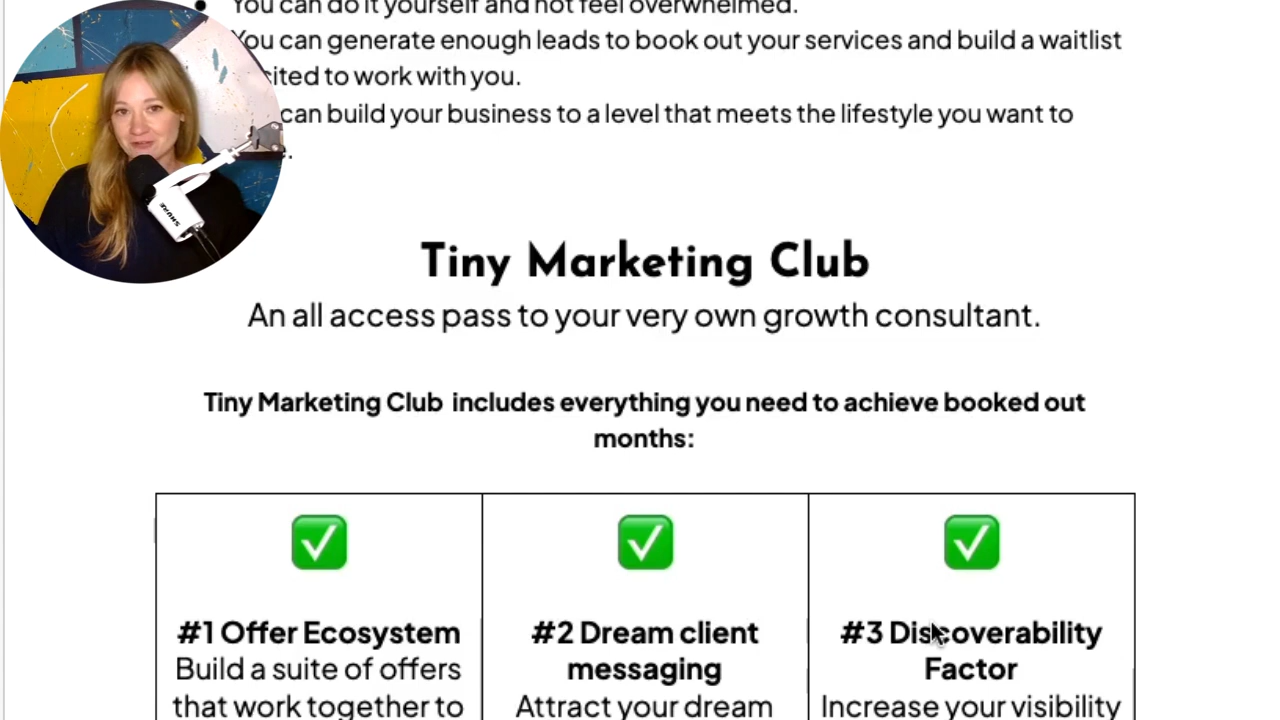 You can do it yourself and not feel overwhelmed.
You can generate enough leads to book out your services and build a waitlist
cited to work with you.
can build your business to a level that meets the lifestyle you want to
SHURE
Tiny Marketing Club
An all access pass to your very own growth consultant.
Tiny Marketing Club includes everything you need to achieve booked out
months:
#1 Offer Ecosystem
Build a suite of offers
that work together to
#2 Dream client
messaging
Attract your dream
#3 Discoverability
Factor
Increase your visibility